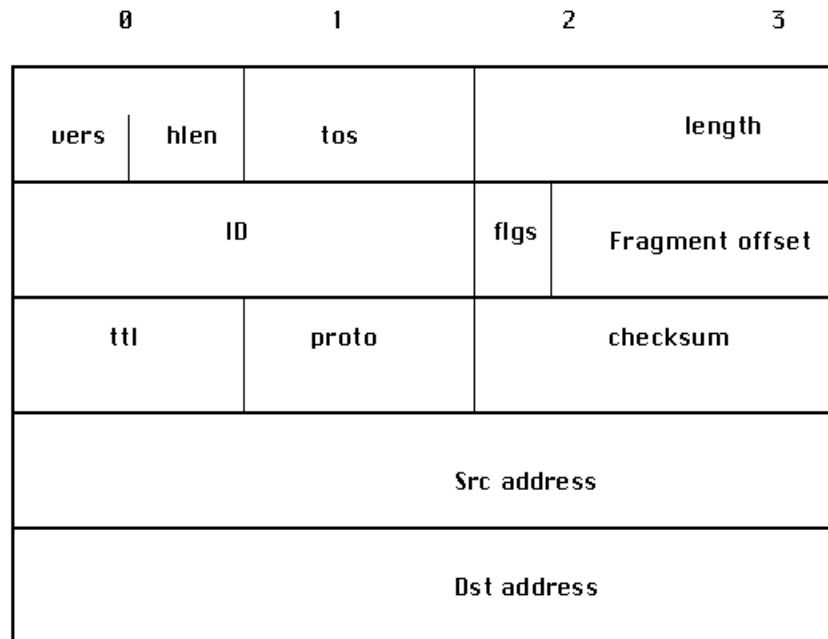 0 1 2 3
vers hlen tos length
ID flgs Fragment offset
ttl proto checksum
Src address
Dst address